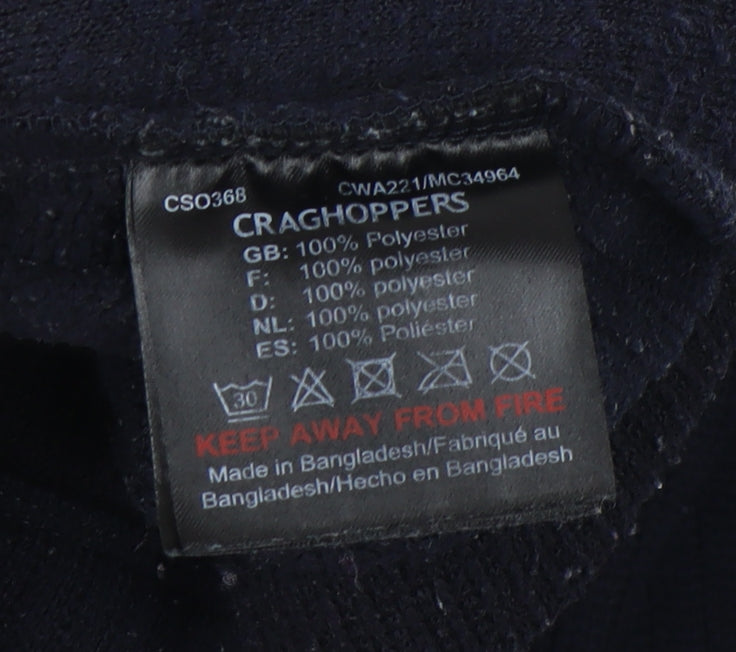 CSO368 CWA221/MC34964
CRAGHOPPERS
GB: 100% Polyester
F: 100% polyester
D: 100% polyester
NL: 100% polyester
ES: 100% Poliéster
30
KEEP AWAY FROM FIRE
Made in Bangladesh/Fabriqué au
Bangladesh/Hecho en Bangladesh